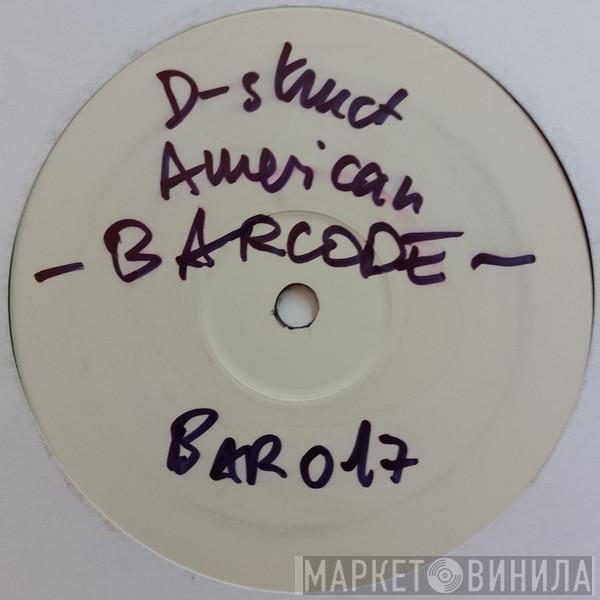 D-struct
American
- BARCODE ~
BAR017
МАРКЕТ ВИНИЛА